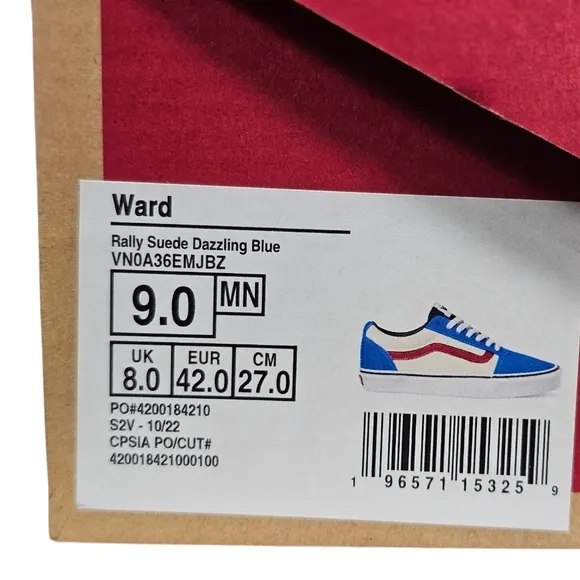 Ward
Rally Suede Dazzling Blue
VN0A36EMJBZ
9.0 MN
UK EUR CM
8.0 42.0 27.0
PO#4200184210
S2V - 10/22
CPSIA PO/CUT#
420018421000100
1 96571 15325 9